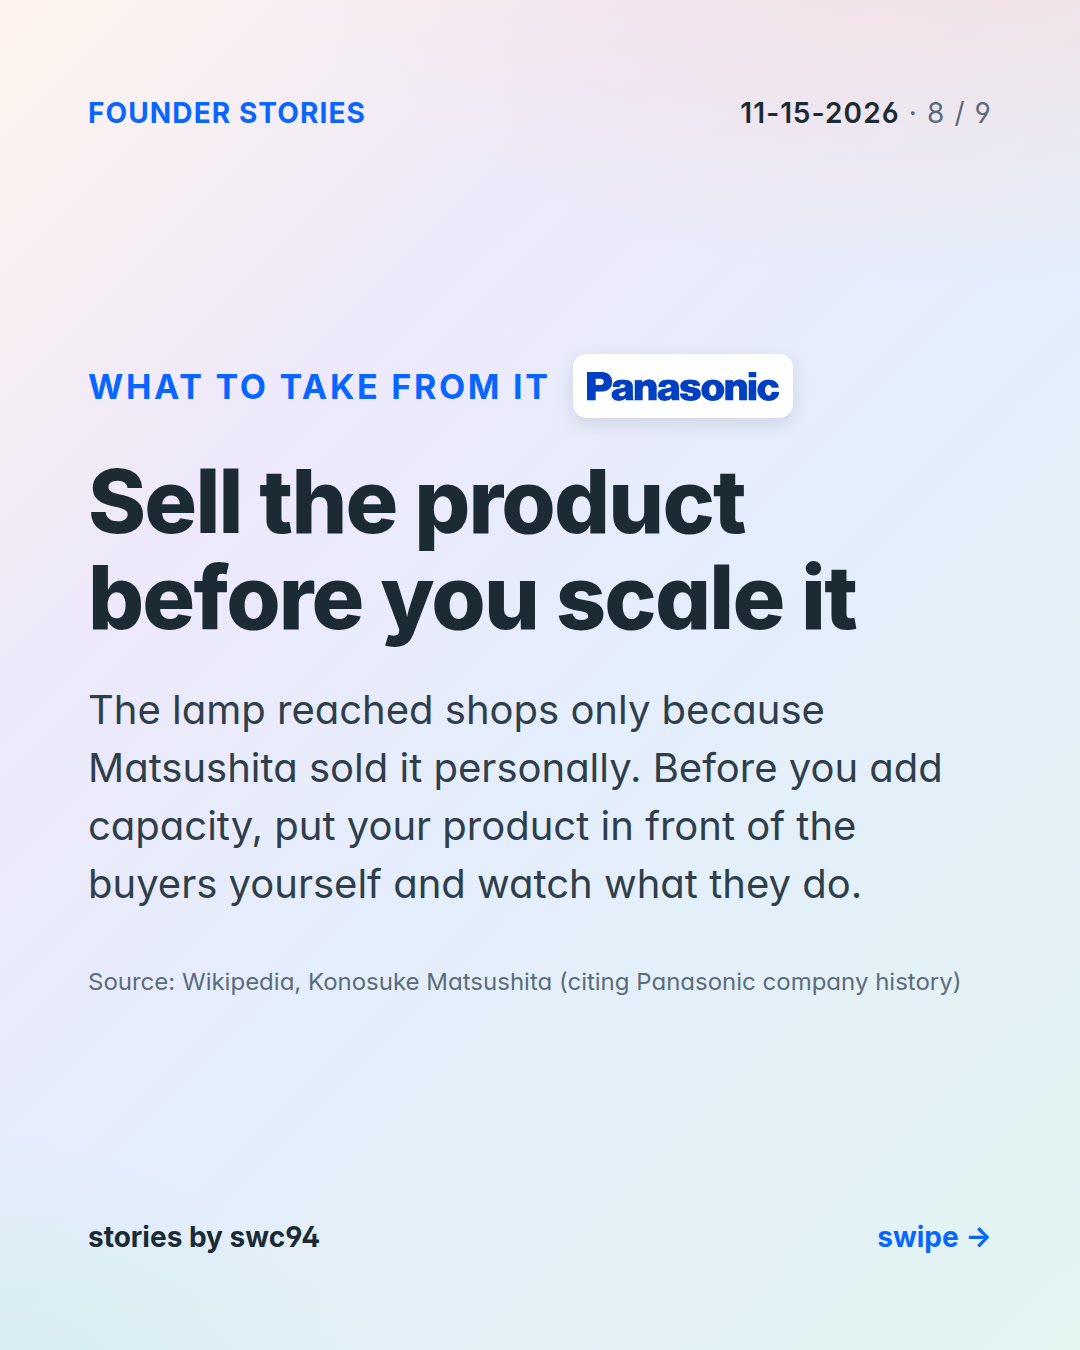 FOUNDER STORIES
11-15-2026 · 8 / 9
WHAT TO TAKE FROM IT Panasonic
Sell the product
before you scale it
The lamp reached shops only because
Matsushita sold it personally. Before you add
capacity, put your product in front of the
buyers yourself and watch what they do.
Source: Wikipedia, Konosuke Matsushita (citing Panasonic company history)
stories by swc94
swipe →